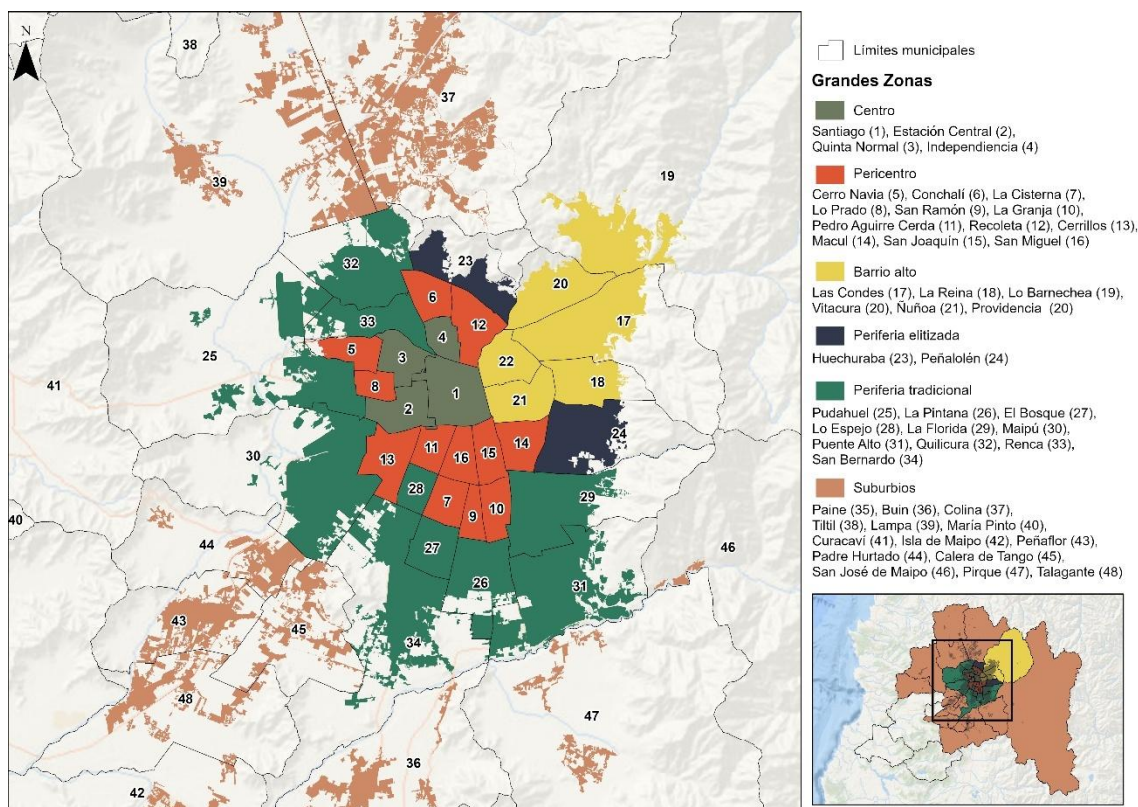 N
38
37
39
19
32
23
20
6
33
12
17
4
25
5
3
22
41
8
18
1
21
2
24
11
14
30
13
16
15
28
29
7
10
9
40
44
27
46
26
31
43
45
34
48
47
36
42
Límites municipales
Grandes Zonas
Centro
Santiago (1), Estación Central (2),
Quinta Normal (3), Independiencia (4)
Pericentro
Cerro Navia (5), Conchalí (6), La Cisterna (7),
Lo Prado (8), San Ramón (9), La Granja (10),
Pedro Aguirre Cerda (11), Recoleta (12), Cerrillos (13),
Macul (14), San Joaquín (15), San Miguel (16)
Barrio alto
Las Condes (17), La Reina (18), Lo Barnechea (19),
Vitacura (20), Ñuñoa (21), Providencia (20)
Periferia elitizada
Huechuraba (23), Peñalolén (24)
Periferia tradicional
Pudahuel (25), La Pintana (26), El Bosque (27),
Lo Espejo (28), La Florida (29), Maipú (30),
Puente Alto (31), Quilicura (32), Renca (33),
San Bernardo (34)
Suburbios
Paine (35), Buin (36), Colina (37),
Tiltil (38), Lampa (39), María Pinto (40),
Curacaví (41), Isla de Maipo (42), Peñaflor (43),
Padre Hurtado (44), Calera de Tango (45),
San José de Maipo (46), Pirque (47), Talagante (48)